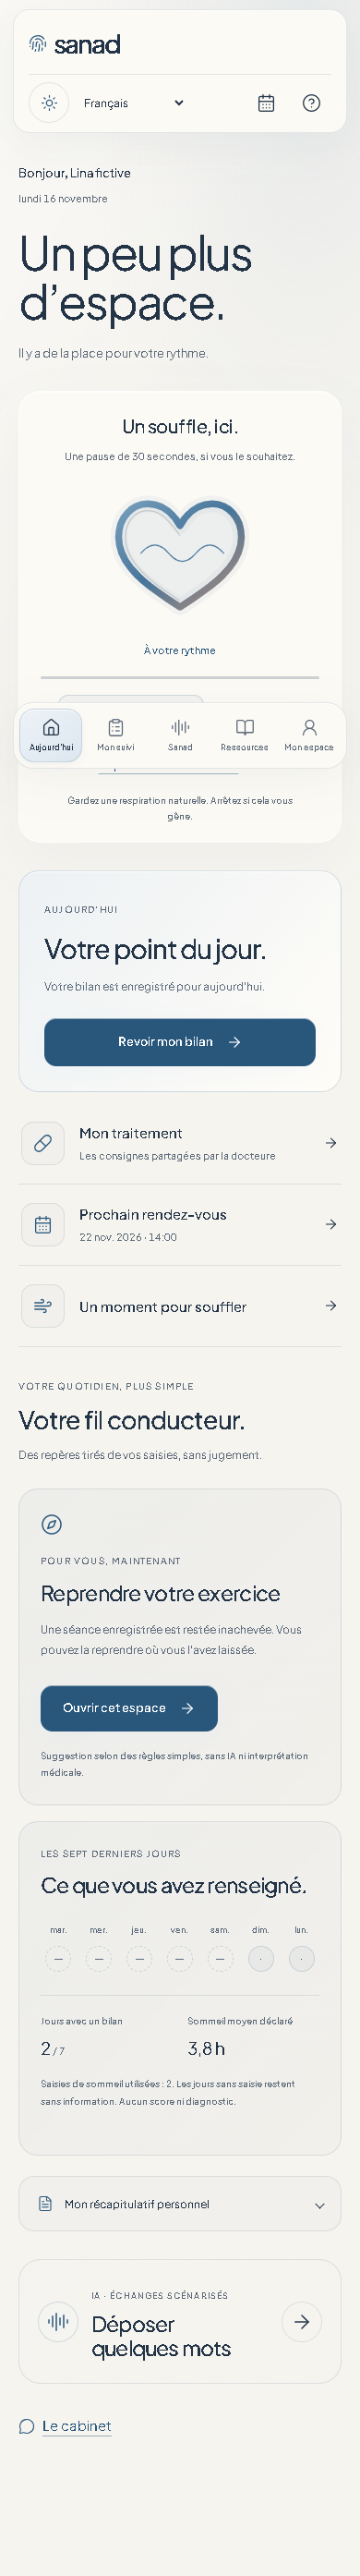 sanad
Français
Bonjour, Lina fictive
lundi 16 novembre
Un peu plus
d’espace.
Il y a de la place pour votre rythme.
Un souffle, ici.
Une pause de 30 secondes, si vous le souhaitez.
À votre rythme
Aujourd’hui
Mon suivi
Sanad
Ressources
Mon espace
Gardez une respiration naturelle. Arrêtez si cela vous
gêne.
AUJOURD’HUI
Votre point du jour.
Votre bilan est enregistré pour aujourd’hui.
Revoir mon bilan
Mon traitement
Les consignes partagées par la docteure
Prochain rendez-vous
22 nov. 2026 · 14:00
Un moment pour souffler
VOTRE QUOTIDIEN, PLUS SIMPLE
Votre fil conducteur.
Des repères tirés de vos saisies, sans jugement.
POUR VOUS, MAINTENANT
Reprendre votre exercice
Une séance enregistrée est restée inachevée. Vous
pouvez la reprendre où vous l’avez laissée.
Ouvrir cet espace
Suggestion selon des règles simples, sans IA ni interprétation
médicale.
LES SEPT DERNIERS JOURS
Ce que vous avez renseigné.
mar. mer. jeu. ven. sam. dim. lun.
— — — — — · ·
Jours avec un bilan
Sommeil moyen déclaré
2 / 7
3,8 h
Saisies de sommeil utilisées : 2. Les jours sans saisie restent
sans information. Aucun score ni diagnostic.
Mon récapitulatif personnel
IA · ÉCHANGES SCÉNARISÉS
Déposer
quelques mots
Le cabinet